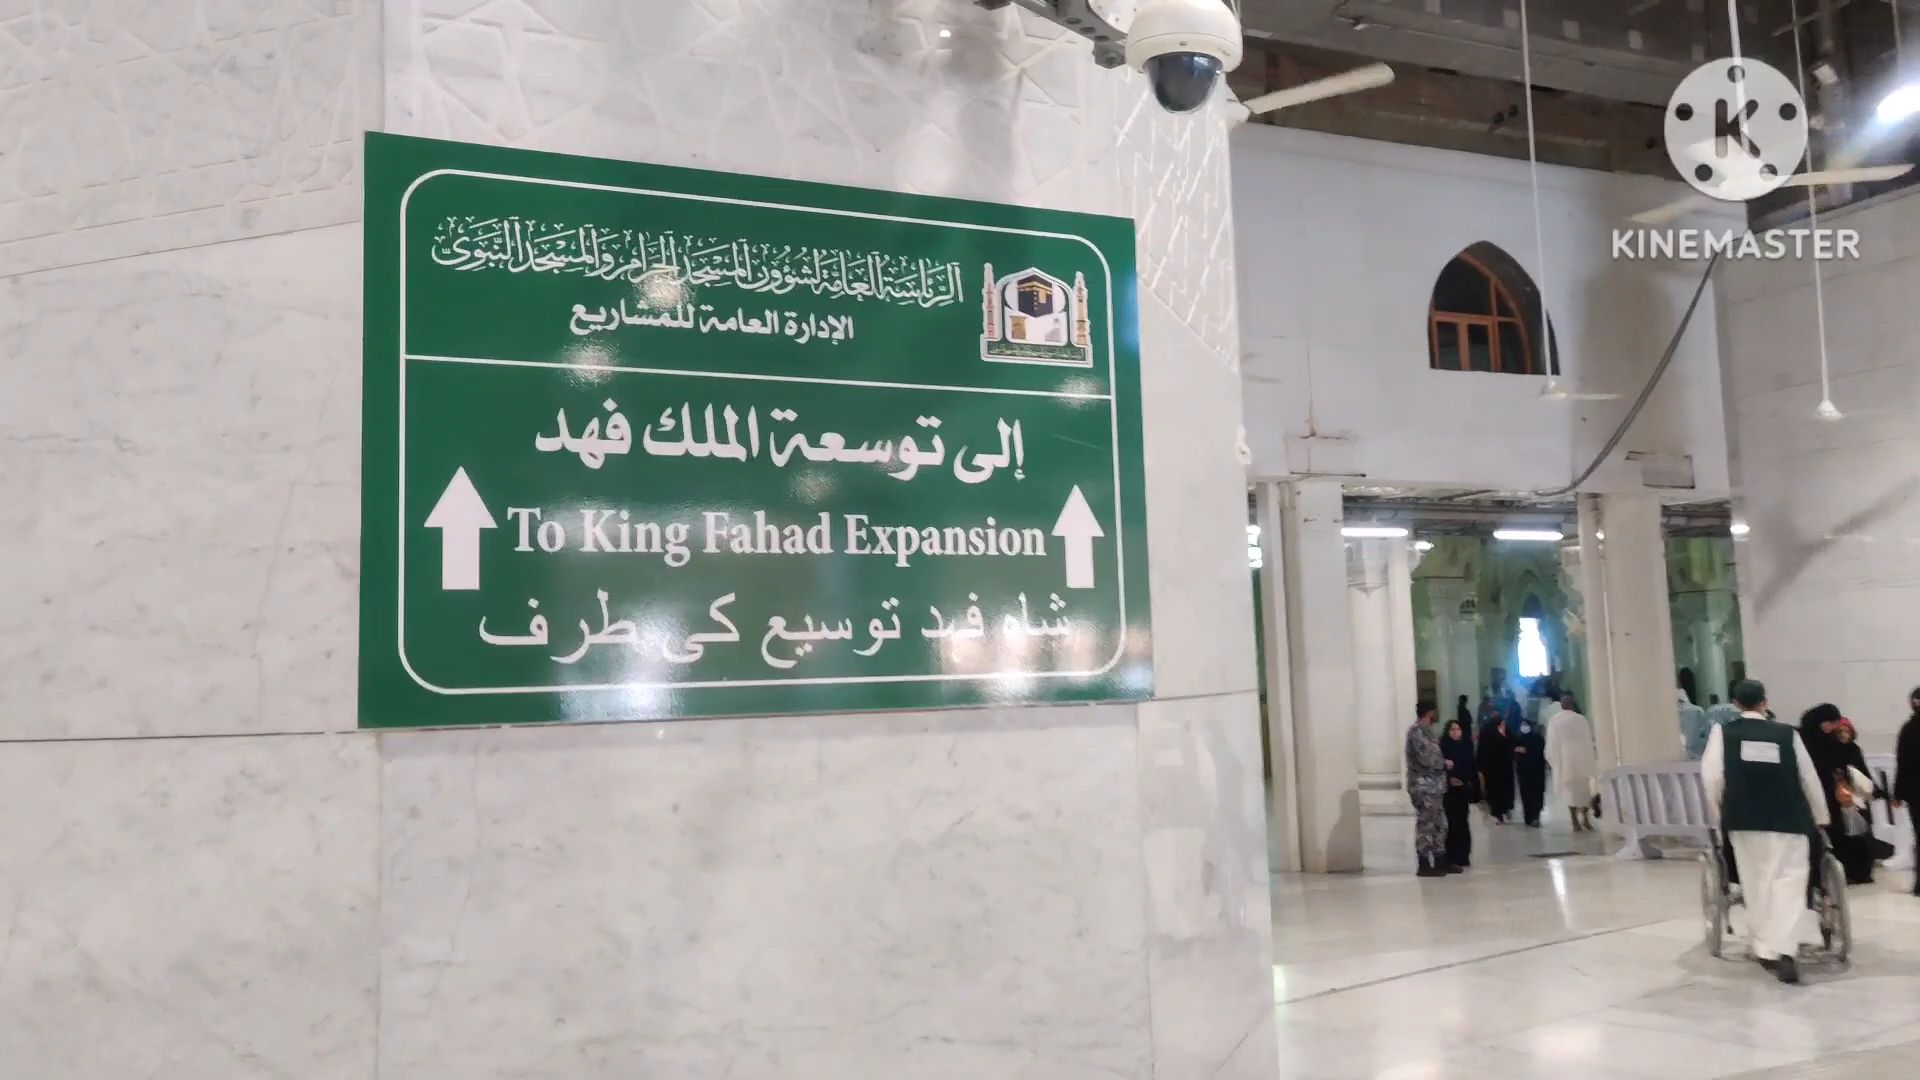 الرئاسة العامة لشؤون المسجد الحرام والمسجد النبوي
الإدارة العامة للمشاريع
إلى توسعة الملك فهد
To King Fahad Expansion
شاہ فہد توسیع کی طرف
K
KINEMASTER